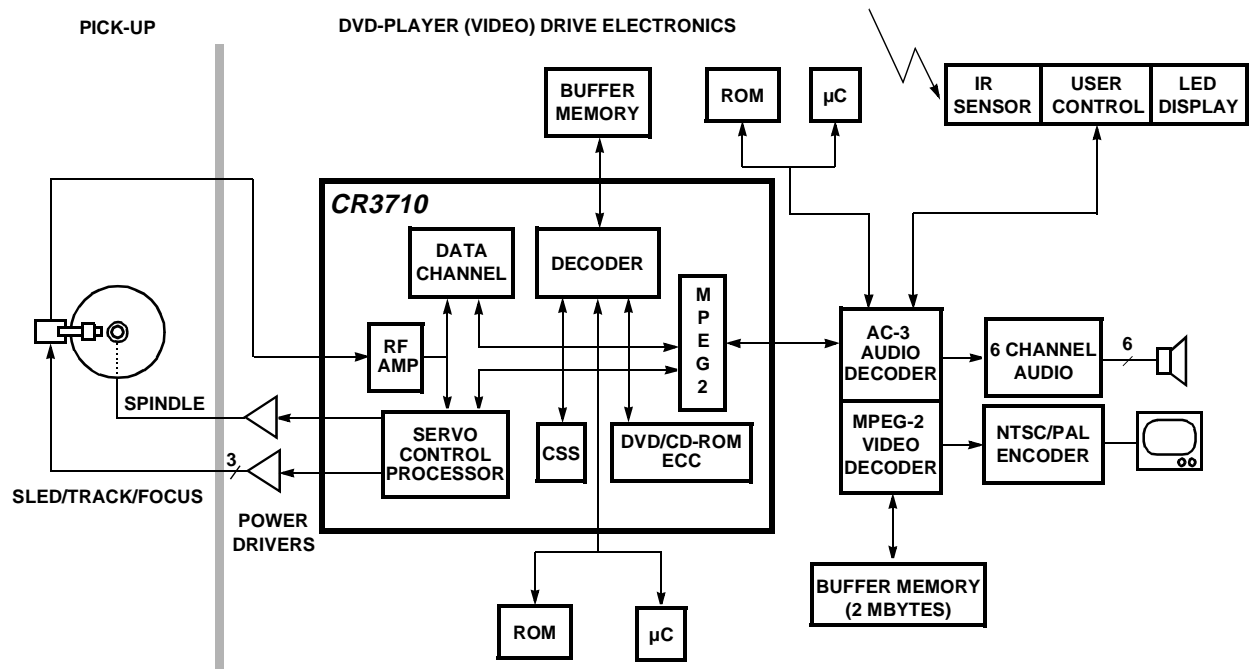 PICK-UP
DVD-PLAYER (VIDEO) DRIVE ELECTRONICS
BUFFER
MEMORY
ROM
µC
IR
SENSOR
USER
CONTROL
LED
DISPLAY
CR3710
DATA
CHANNEL
DECODER
M
P
E
G
2
RF
AMP
AC-3
AUDIO
DECODER
6 CHANNEL
AUDIO
6
SPINDLE
SERVO
CONTROL
PROCESSOR
CSS
DVD/CD-ROM
ECC
MPEG-2
VIDEO
DECODER
NTSC/PAL
ENCODER
3
SLED/TRACK/FOCUS
POWER
DRIVERS
BUFFER MEMORY
(2 MBYTES)
ROM
µC